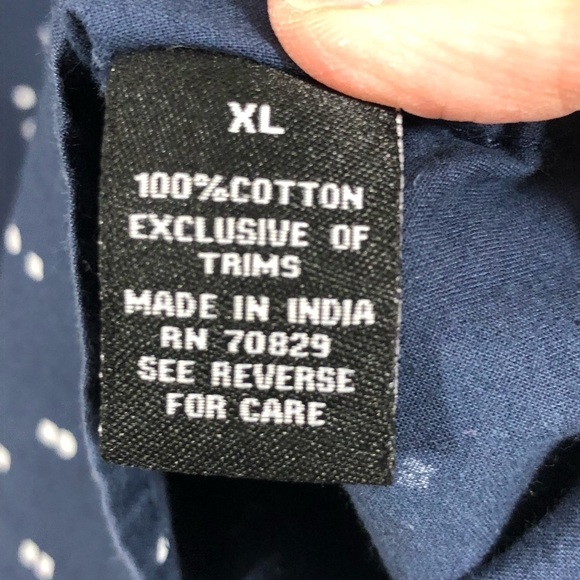 XL
100%COTTON
EXCLUSIVE OF
TRIMS
MADE IN INDIA
RN 70829
SEE REVERSE
FOR CARE